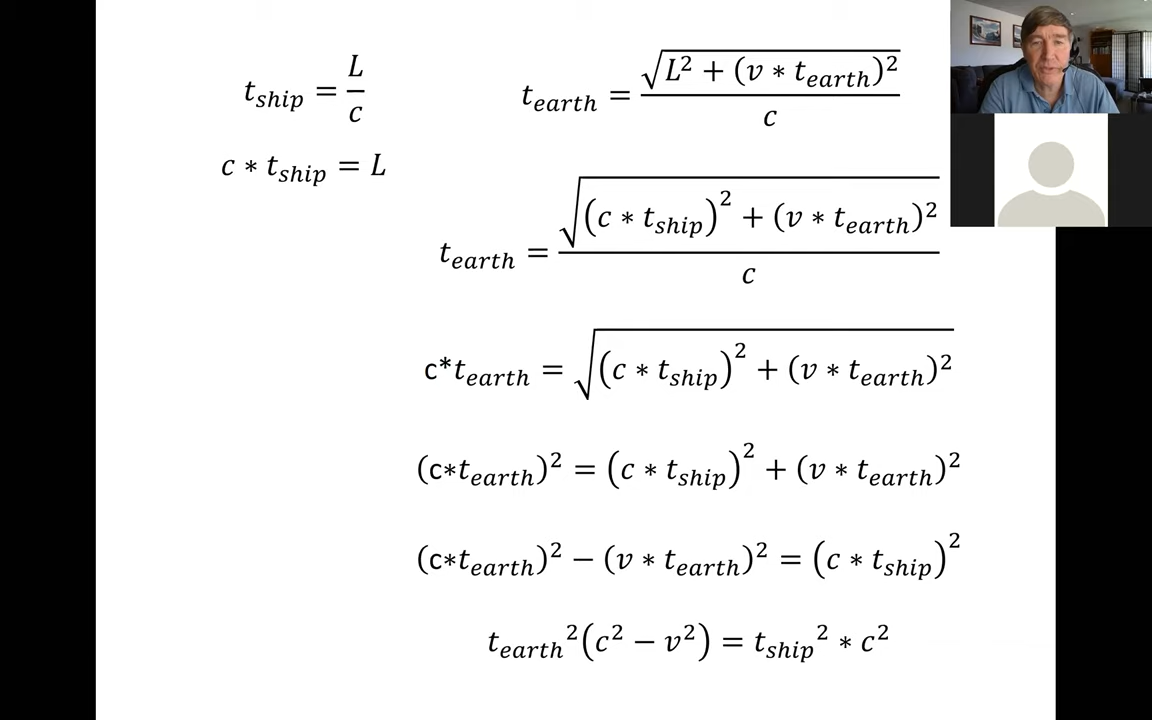 t_ship = L/c
t_earth = √(L² + (v * t_earth)²)/c
c * t_ship = L
t_earth = √((c * t_ship)² + (v * t_earth)²)/c
c*t_earth = √((c * t_ship)² + (v * t_earth)²)
(c*t_earth)² = (c * t_ship)² + (v * t_earth)²
(c*t_earth)² − (v * t_earth)² = (c * t_ship)²
t_earth²(c² − v²) = t_ship² * c²